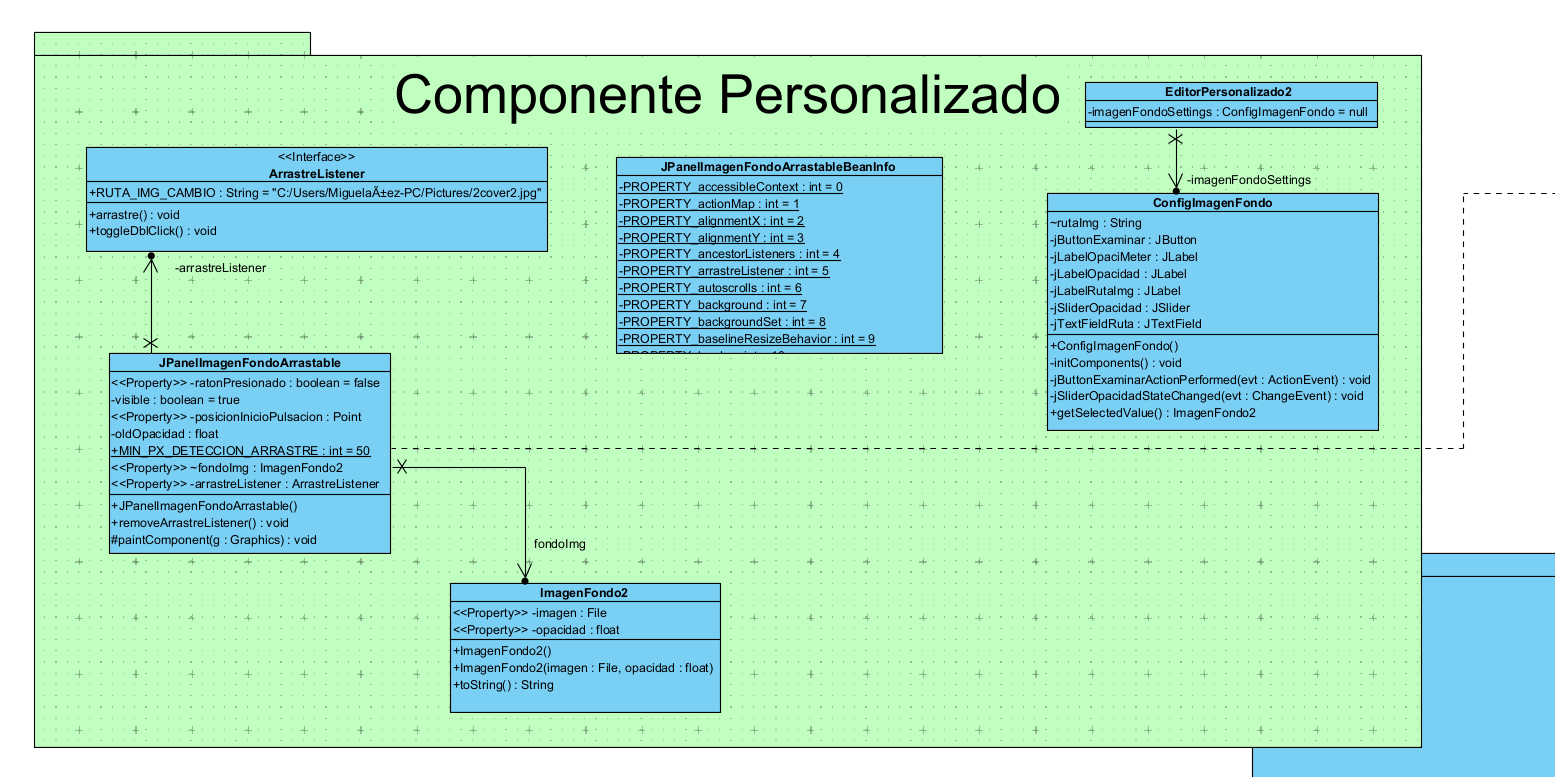 Componente Personalizado
EditorPersonalizado2
-imagenFondoSettings : ConfigImagenFondo = null
-imagenFondoSettings
<<Interface>>
ArrastreListener
+RUTA_IMG_CAMBIO : String = "C:/Users/MiguelaÃ±ez-PC/Pictures/2cover2.jpg"
+arrastre() : void
+toggleDblClick() : void
-arrastreListener
JPanelImagenFondoArrastableBeanInfo
-PROPERTY_accessibleContext : int = 0
-PROPERTY_actionMap : int = 1
-PROPERTY_alignmentX : int = 2
-PROPERTY_alignmentY : int = 3
-PROPERTY_ancestorListeners : int = 4
-PROPERTY_arrastreListener : int = 5
-PROPERTY_autoscrolls : int = 6
-PROPERTY_background : int = 7
-PROPERTY_backgroundSet : int = 8
-PROPERTY_baselineResizeBehavior : int = 9
ConfigImagenFondo
~rutaImg : String
-jButtonExaminar : JButton
-jLabelOpaciMeter : JLabel
-jLabelOpacidad : JLabel
-jLabelRutaImg : JLabel
-jSliderOpacidad : JSlider
-jTextFieldRuta : JTextField
+ConfigImagenFondo()
-initComponents() : void
-jButtonExaminarActionPerformed(evt : ActionEvent) : void
-jSliderOpacidadStateChanged(evt : ChangeEvent) : void
+getSelectedValue() : ImagenFondo2
JPanelImagenFondoArrastable
<<Property>> -ratonPresionado : boolean = false
-visible : boolean = true
<<Property>> -posicionInicioPulsacion : Point
-oldOpacidad : float
+MIN_PX_DETECCION_ARRASTRE : int = 50
<<Property>> ~fondoImg : ImagenFondo2
<<Property>> -arrastreListener : ArrastreListener
+JPanelImagenFondoArrastable()
+removeArrastreListener() : void
#paintComponent(g : Graphics) : void
fondoImg
ImagenFondo2
<<Property>> -imagen : File
<<Property>> -opacidad : float
+ImagenFondo2()
+ImagenFondo2(imagen : File, opacidad : float)
+toString() : String